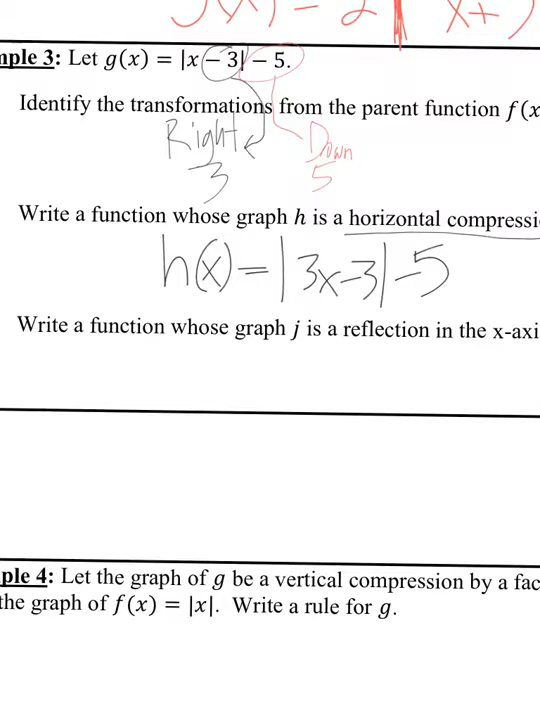 mple 3: Let g(x) = |x − 3| − 5.
Identify the transformations from the parent function f(x
Right
3
Down
5
Write a function whose graph h is a horizontal compressi
h(x) = |3x−3|−5
Write a function whose graph j is a reflection in the x-axi
ple 4: Let the graph of g be a vertical compression by a fac
the graph of f(x) = |x|. Write a rule for g.